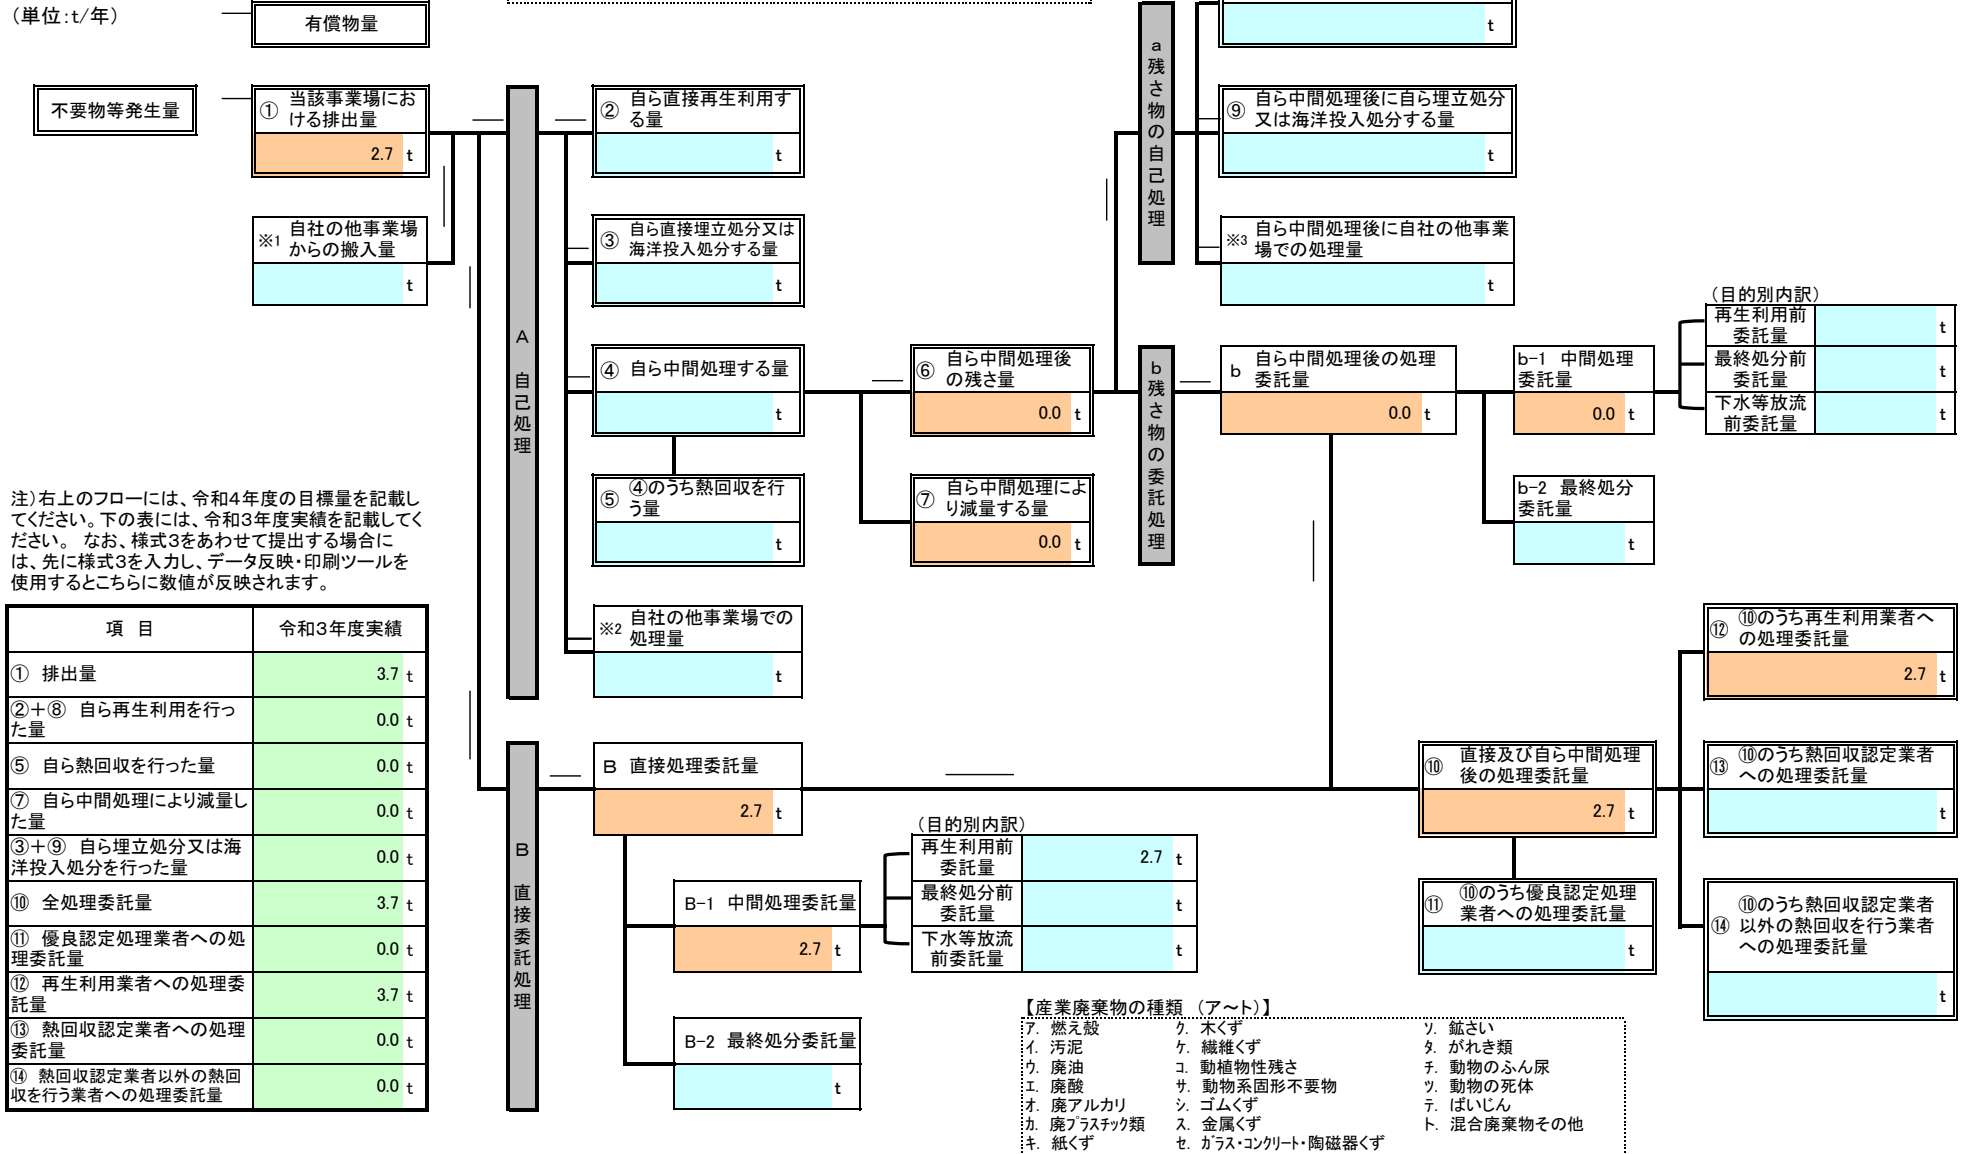 （単位：t/年）
有償物量
t
不要物等発生量
① 当該事業場にお
ける排出量
2.7 t
※1 自社の他事業場
からの搬入量
t
A 自己処理
② 自ら直接再生利用す
る量
t
③ 自ら直接埋立処分又は
海洋投入処分する量
t
④ 自ら中間処理する量
t
⑤ ④のうち熱回収を行
う量
t
※2 自社の他事業場での
処理量
t
⑥ 自ら中間処理後
の残さ量
0.0 t
⑦ 自ら中間処理によ
り減量する量
0.0 t
a 残さ物の自己処理
⑨ 自ら中間処理後に自ら埋立処分
又は海洋投入処分する量
t
※3 自ら中間処理後に自社の他事業
場での処理量
t
b 残さ物の委託処理
b 自ら中間処理後の処理
委託量
0.0 t
b-1 中間処理
委託量
0.0 t
b-2 最終処分
委託量
t
（目的別内訳）
再生利用前
委託量
t
最終処分前
委託量
t
下水等放流
前委託量
t
注）右上のフローには、令和４年度の目標量を記載し
てください。下の表には、令和３年度実績を記載してく
ださい。 なお、様式３をあわせて提出する場合に
は、先に様式３を入力し、データ反映・印刷ツールを
使用するとこちらに数値が反映されます。
項 目 令和３年度実績
① 排出量 3.7 t
②＋⑧ 自ら再生利用を行っ
た量 0.0 t
⑤ 自ら熱回収を行った量 0.0 t
⑦ 自ら中間処理により減量し
た量 0.0 t
③＋⑨ 自ら埋立処分又は海
洋投入処分を行った量 0.0 t
⑩ 全処理委託量 3.7 t
⑪ 優良認定処理業者への処
理委託量 0.0 t
⑫ 再生利用業者への処理委
託量 3.7 t
⑬ 熱回収認定業者への処理
委託量 0.0 t
⑭ 熱回収認定業者以外の熱回
収を行う業者への処理委託量 0.0 t
B 直接委託処理
B 直接処理委託量
2.7 t
B-1 中間処理委託量
2.7 t
B-2 最終処分委託量
t
（目的別内訳）
再生利用前
委託量
2.7 t
最終処分前
委託量
t
下水等放流
前委託量
t
⑩ 直接及び自ら中間処理
後の処理委託量
2.7 t
⑪ ⑩のうち優良認定処理
業者への処理委託量
t
⑫ ⑩のうち再生利用業者へ
の処理委託量
2.7 t
⑬ ⑩のうち熱回収認定業者
への処理委託量
t
⑭ ⑩のうち熱回収認定業者
以外の熱回収を行う業者
への処理委託量
t
【産業廃棄物の種類 （ア～ト）】
ｱ. 燃え殻 ｸ. 木くず ｿ. 鉱さい
ｲ. 汚泥 ｹ. 繊維くず ﾀ. がれき類
ｳ. 廃油 ｺ. 動植物性残さ ﾁ. 動物のふん尿
ｴ. 廃酸 ｻ. 動物系固形不要物 ﾂ. 動物の死体
ｵ. 廃アルカリ ｼ. ゴムくず ﾃ. ばいじん
ｶ. 廃ﾌﾟﾗｽﾁｯｸ類 ｽ. 金属くず ﾄ. 混合廃棄物その他
ｷ. 紙くず ｾ. ｶﾞﾗｽ・ｺﾝｸﾘｰﾄ・陶磁器くず